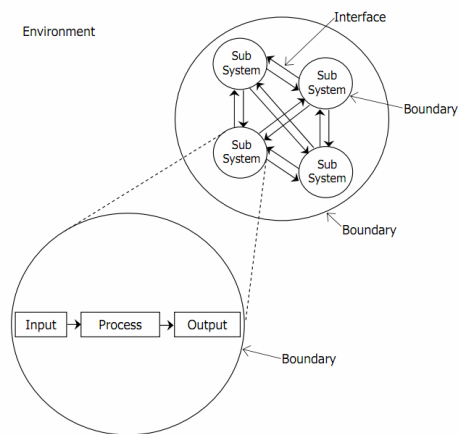 Interface
Environment
Sub
System
Sub
System
Boundary
Sub
System
Sub
System
Boundary
Input
Process
Output
Boundary